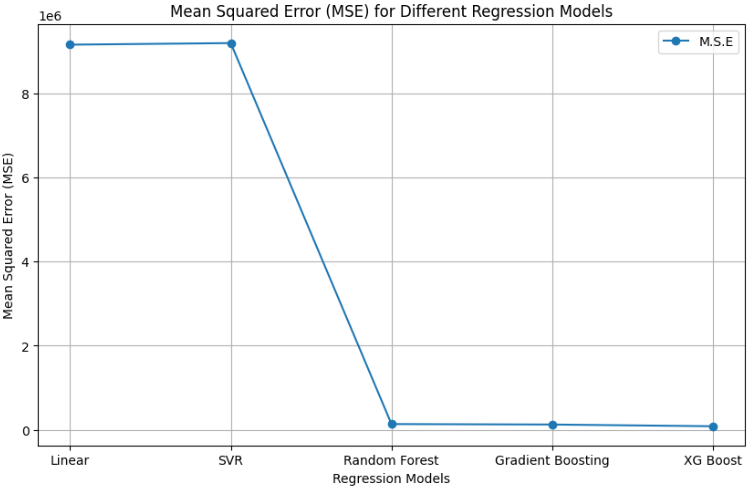 Mean Squared Error (MSE) for Different Regression Models
1e6
M.S.E
8
6
4
2
0
Mean Squared Error (MSE)
Linear
SVR
Random Forest
Gradient Boosting
XG Boost
Regression Models